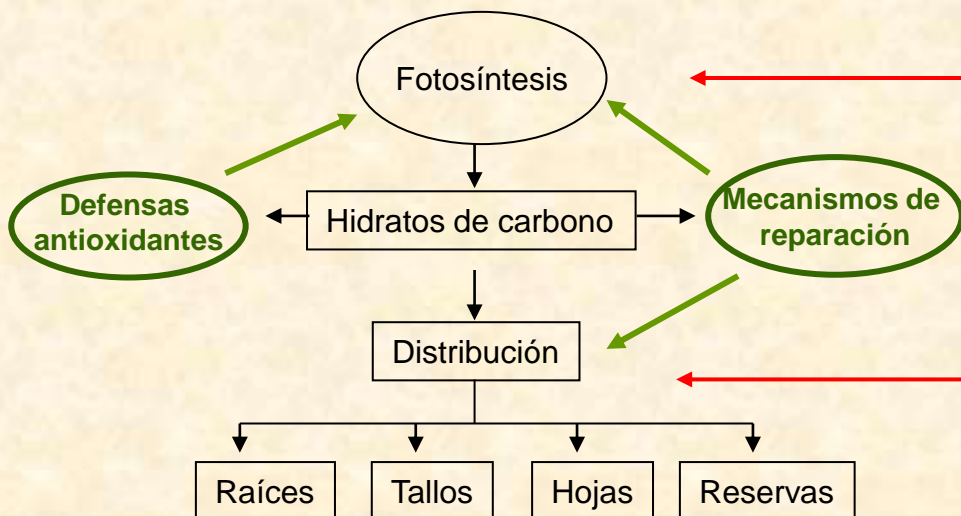 Fotosíntesis
Defensas
antioxidantes
Hidratos de carbono
Mecanismos de
reparación
Distribución
Raíces
Tallos
Hojas
Reservas